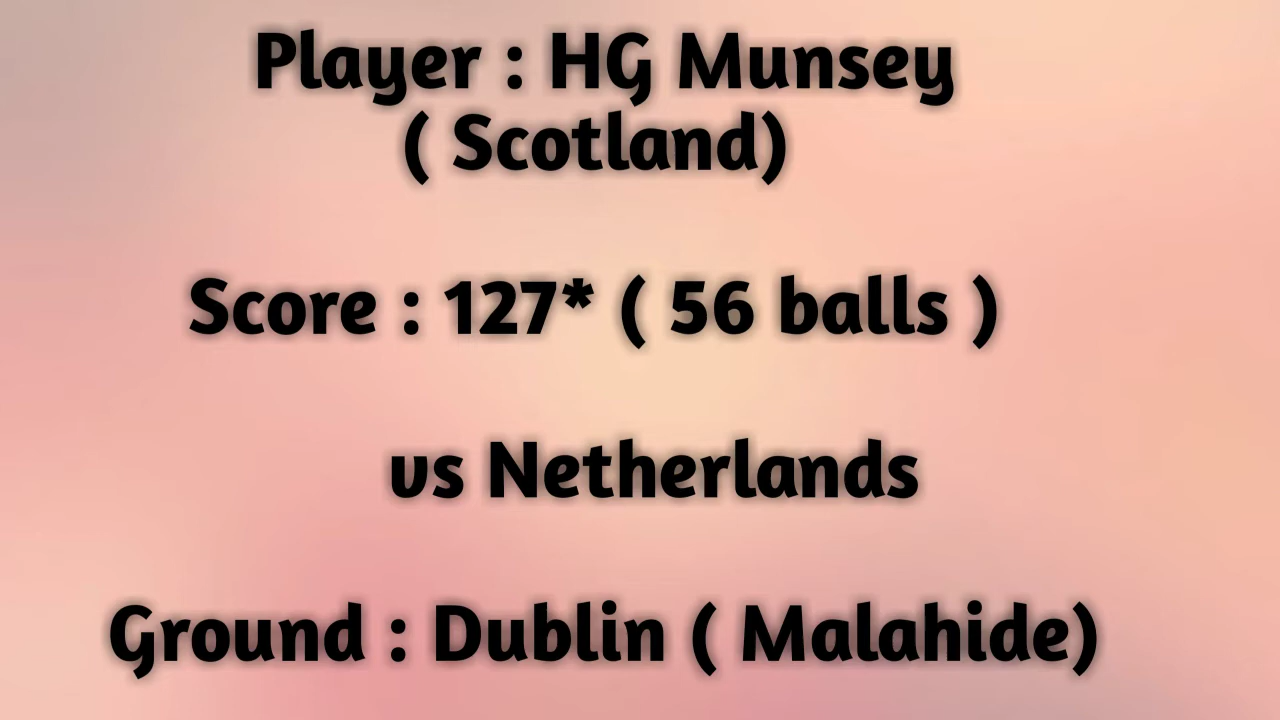 Player : HG Munsey
( Scotland)
Score : 127* ( 56 balls )
vs Netherlands
Ground : Dublin ( Malahide)